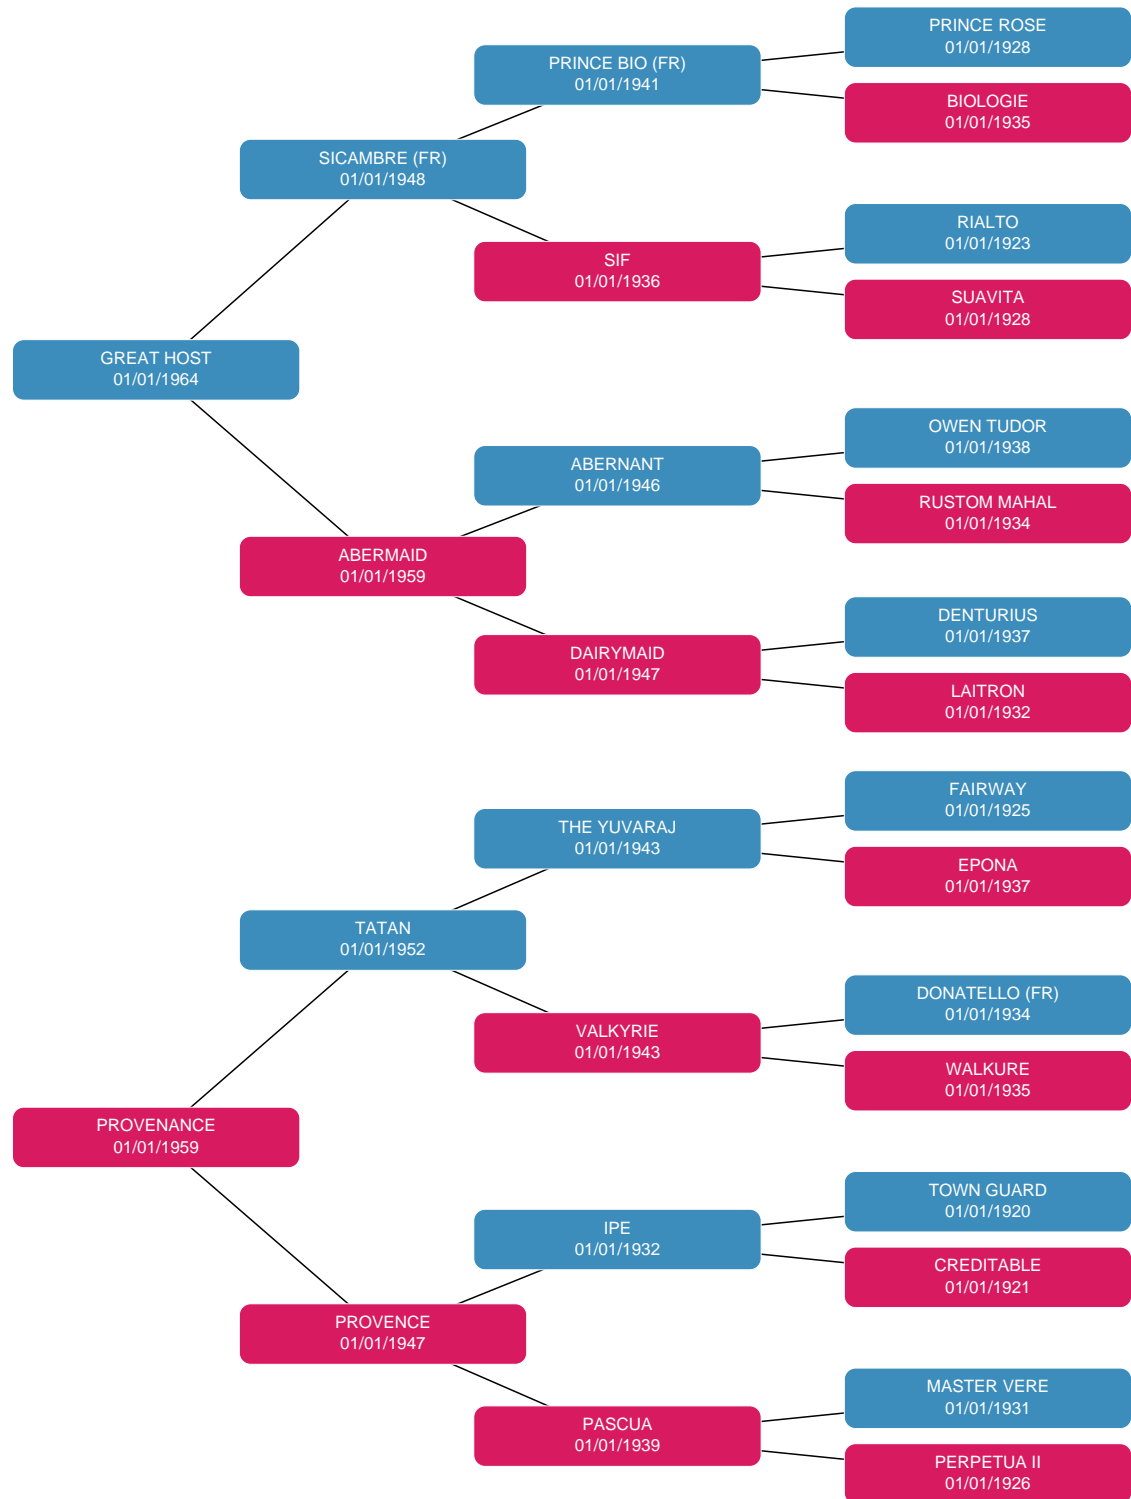 PRINCE ROSE
01/01/1928
PRINCE BIO (FR)
01/01/1941
BIOLOGIE
01/01/1935
SICAMBRE (FR)
01/01/1948
RIALTO
01/01/1923
SIF
01/01/1936
SUAVITA
01/01/1928
GREAT HOST
01/01/1964
OWEN TUDOR
01/01/1938
ABERNANT
01/01/1946
RUSTOM MAHAL
01/01/1934
ABERMAID
01/01/1959
DENTURIUS
01/01/1937
DAIRYMAID
01/01/1947
LAITRON
01/01/1932
FAIRWAY
01/01/1925
THE YUVARAJ
01/01/1943
EPONA
01/01/1937
TATAN
01/01/1952
DONATELLO (FR)
01/01/1934
VALKYRIE
01/01/1943
WALKURE
01/01/1935
PROVENANCE
01/01/1959
TOWN GUARD
01/01/1920
IPE
01/01/1932
CREDITABLE
01/01/1921
PROVENCE
01/01/1947
MASTER VERE
01/01/1931
PASCUA
01/01/1939
PERPETUA II
01/01/1926